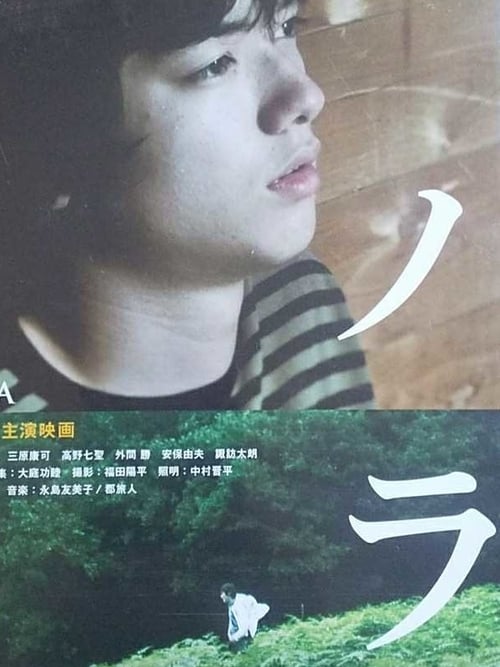 ノラ
A
主演映画
三原康可 高野七聖 外間 勝 安保由夫 諏訪太朗
集：大庭功睦 撮影：福田陽平 照明：中村晋平
音楽：永島友美子/郡旅人